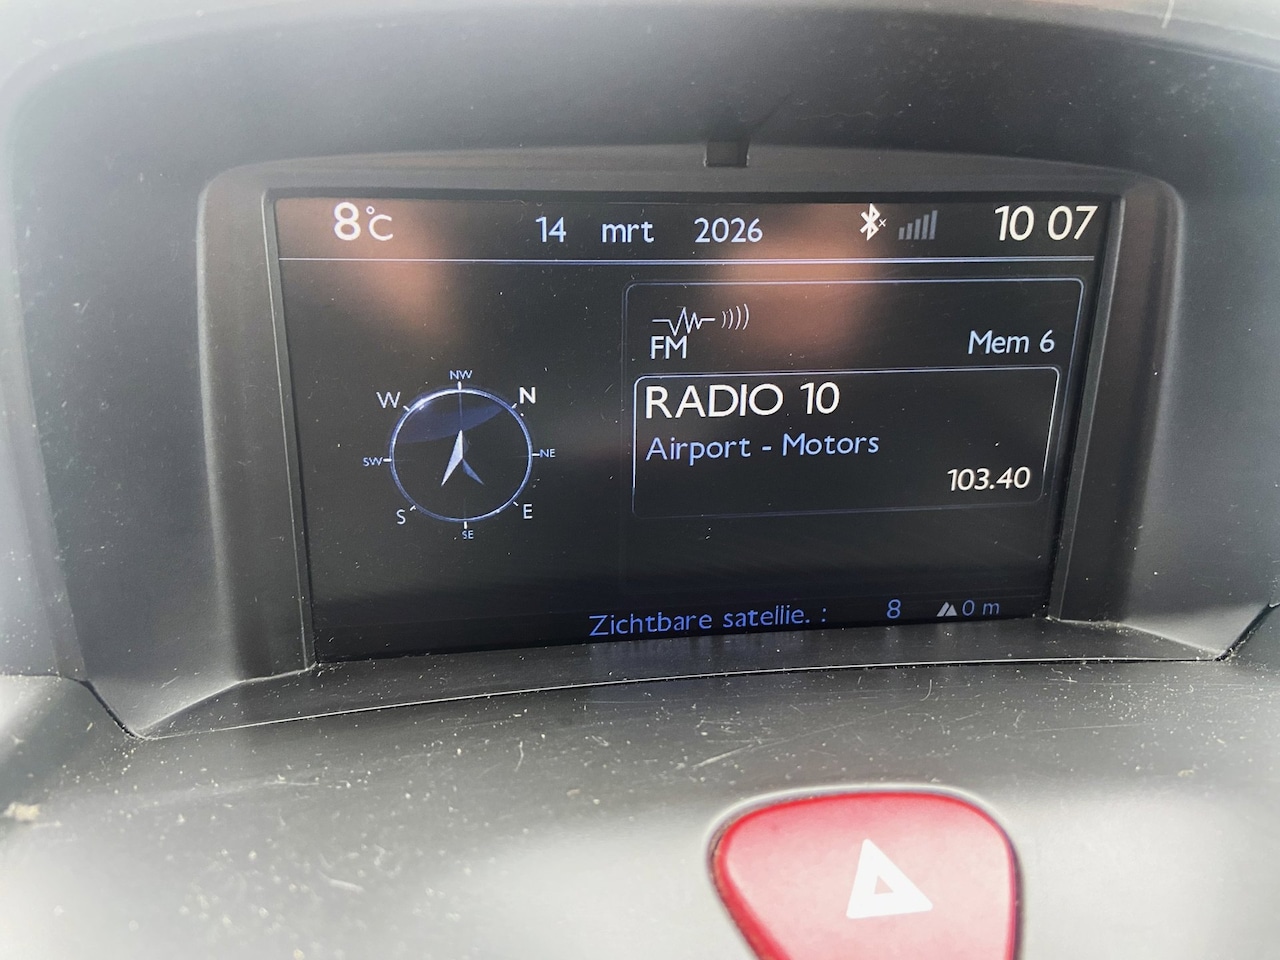 8°C 14 mrt 2026 10 07
FM
Mem 6
RADIO 10
Airport - Motors
103.40
NW
W N
SW NE
S E
SE
Zichtbare satellie. : 8 0 m